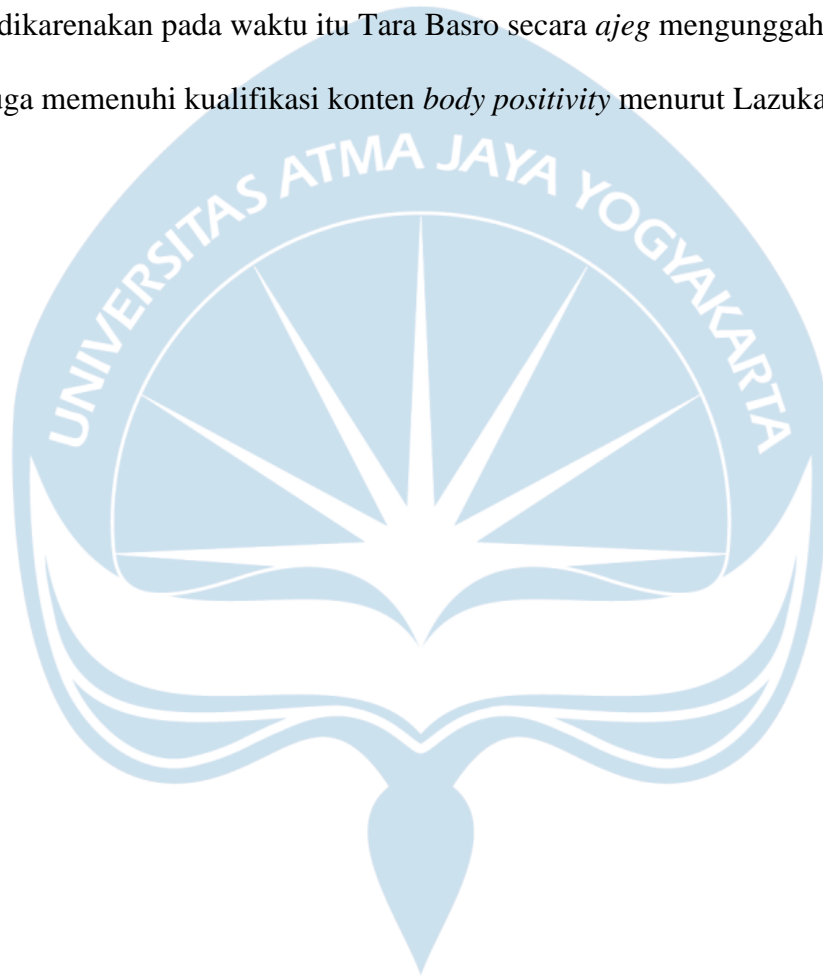 dikarenakan pada waktu itu Tara Basro secara ajeg mengunggah
uga memenuhi kualifikasi konten body positivity menurut Lazuka
UNIVERSITAS ATMA JAYA YOGYAKARTA